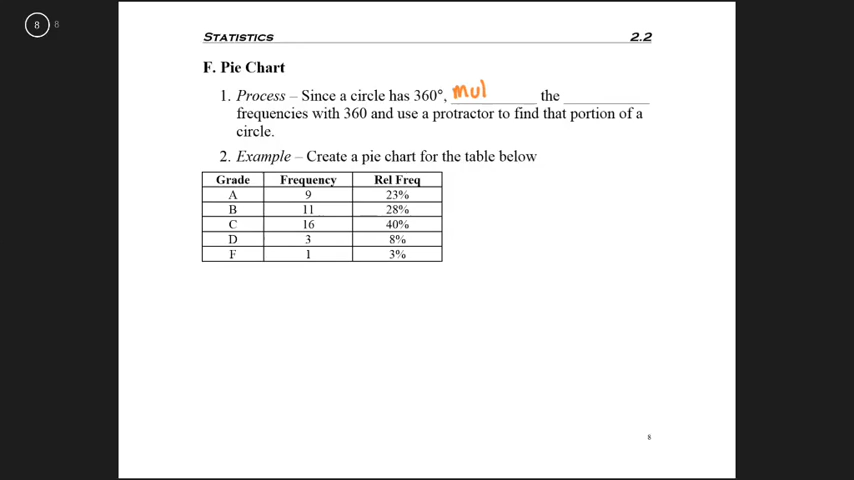 8 8
STATISTICS 2.2
F. Pie Chart
1. Process – Since a circle has 360°, mul the
frequencies with 360 and use a protractor to find that portion of a
circle.
2. Example – Create a pie chart for the table below
Grade Frequency Rel Freq
A 9 23%
B 11 28%
C 16 40%
D 3 8%
F 1 3%
8